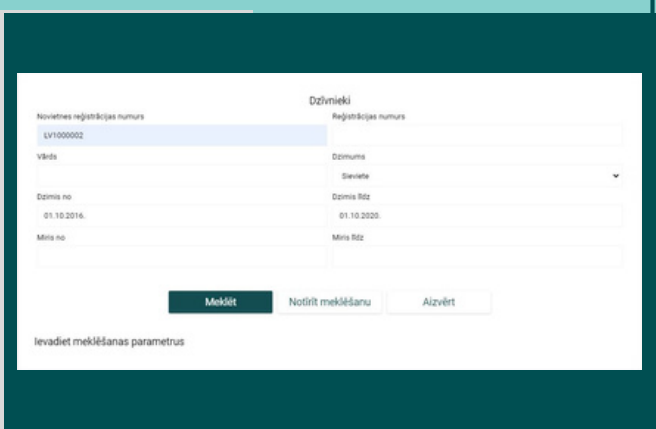 Dzīvnieki
Novietnes reģistrācijas numurs
Reģistrācijas numurs
LV1000002
Vārds
Dzimums
Sieviete
Dzimis no
Dzimis līdz
01.10.2016.
01.10.2020.
Miris no
Miris līdz
Meklēt
Notīrīt meklēšanu
Aizvērt
Ievadiet meklēšanas parametrus